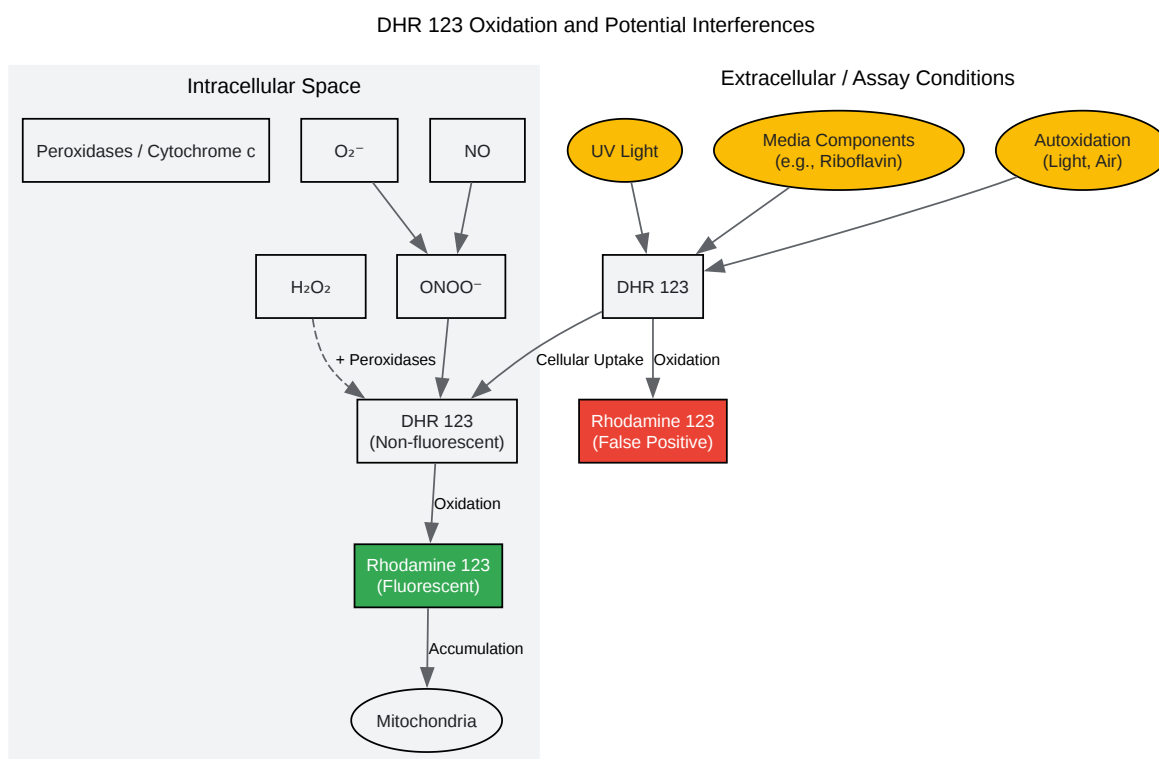 DHR 123 Oxidation and Potential Interferences
Intracellular Space
Extracellular / Assay Conditions
Peroxidases / Cytochrome c
O₂⁻
NO
UV Light
Media Components
(e.g., Riboflavin)
Autoxidation
(Light, Air)
H₂O₂
ONOO⁻
DHR 123
+ Peroxidases
Cellular Uptake
Oxidation
DHR 123
(Non-fluorescent)
Rhodamine 123
(False Positive)
Oxidation
Rhodamine 123
(Fluorescent)
Accumulation
Mitochondria